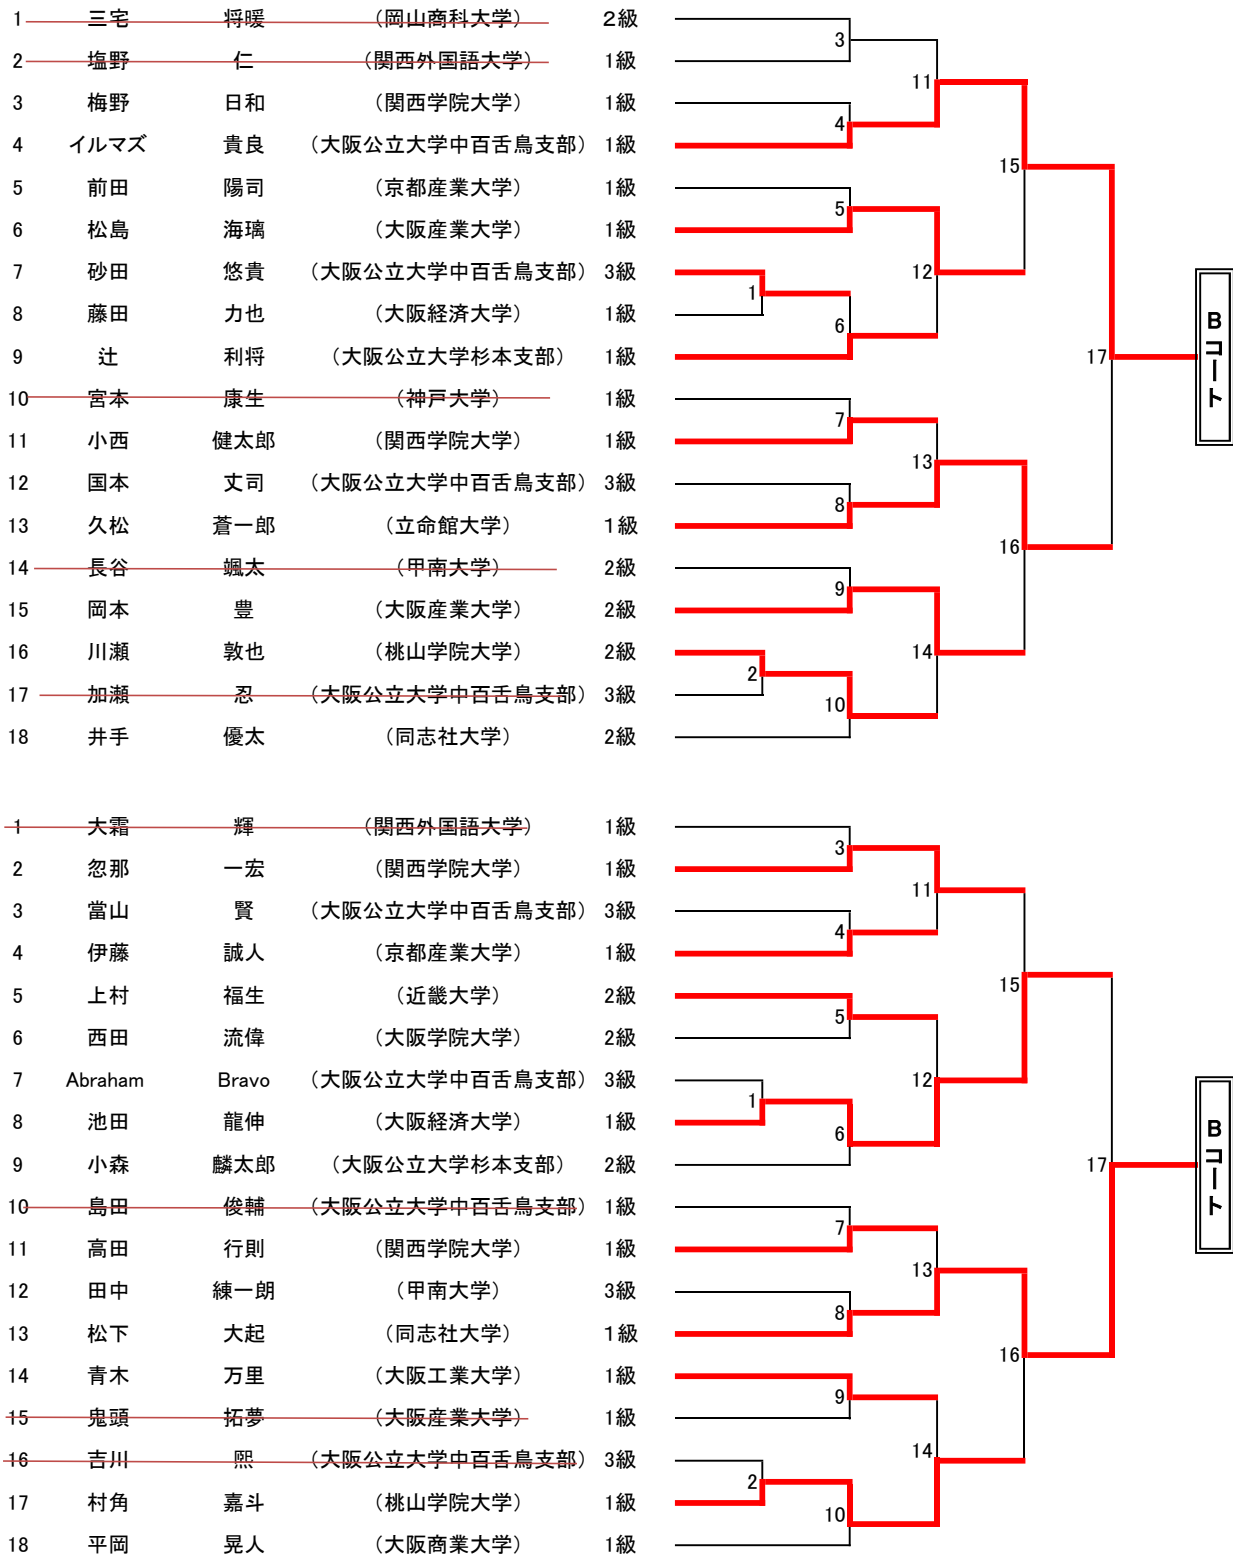 1 三宅 将暖 (岡山商科大学) 2級
3
2 塩野 仁 (関西外国語大学) 1級
11
3 梅野 日和 (関西学院大学) 1級
4
4 イルマズ 貴良 (大阪公立大学中百舌鳥支部) 1級
15
5 前田 陽司 (京都産業大学) 1級
5
6 松島 海璃 (大阪産業大学) 1級
7 砂田 悠貴 (大阪公立大学中百舌鳥支部) 3級
12
1
8 藤田 力也 (大阪経済大学) 1級
6
9 辻 利将 (大阪公立大学杉本支部) 1級
17
Bコート
10 宮本 康生 (神戸大学) 1級
7
11 小西 健太郎 (関西学院大学) 1級
13
12 国本 丈司 (大阪公立大学中百舌鳥支部) 3級
8
13 久松 蒼一郎 (立命館大学) 1級
16
14 長谷 颯太 (甲南大学) 2級
9
15 岡本 豊 (大阪産業大学) 2級
16 川瀬 敦也 (桃山学院大学) 2級
14
2
17 加瀬 忍 (大阪公立大学中百舌鳥支部) 3級
10
18 井手 優太 (同志社大学) 2級
1 大霜 輝 (関西外国語大学) 1級
3
2 忽那 一宏 (関西学院大学) 1級
11
3 當山 賢 (大阪公立大学中百舌鳥支部) 3級
4
4 伊藤 誠人 (京都産業大学) 1級
15
5 上村 福生 (近畿大学) 2級
5
6 西田 流偉 (大阪学院大学) 2級
7 Abraham Bravo (大阪公立大学中百舌鳥支部) 3級
12
1
8 池田 龍伸 (大阪経済大学) 1級
6
9 小森 麟太郎 (大阪公立大学杉本支部) 2級
17
Bコート
10 島田 俊輔 (大阪公立大学中百舌鳥支部) 1級
7
11 高田 行則 (関西学院大学) 1級
13
12 田中 練一朗 (甲南大学) 3級
8
13 松下 大起 (同志社大学) 1級
16
14 青木 万里 (大阪工業大学) 1級
9
15 鬼頭 拓夢 (大阪産業大学) 1級
14
16 吉川 熙 (大阪公立大学中百舌鳥支部) 3級
2
17 村角 嘉斗 (桃山学院大学) 1級
10
18 平岡 晃人 (大阪商業大学) 1級